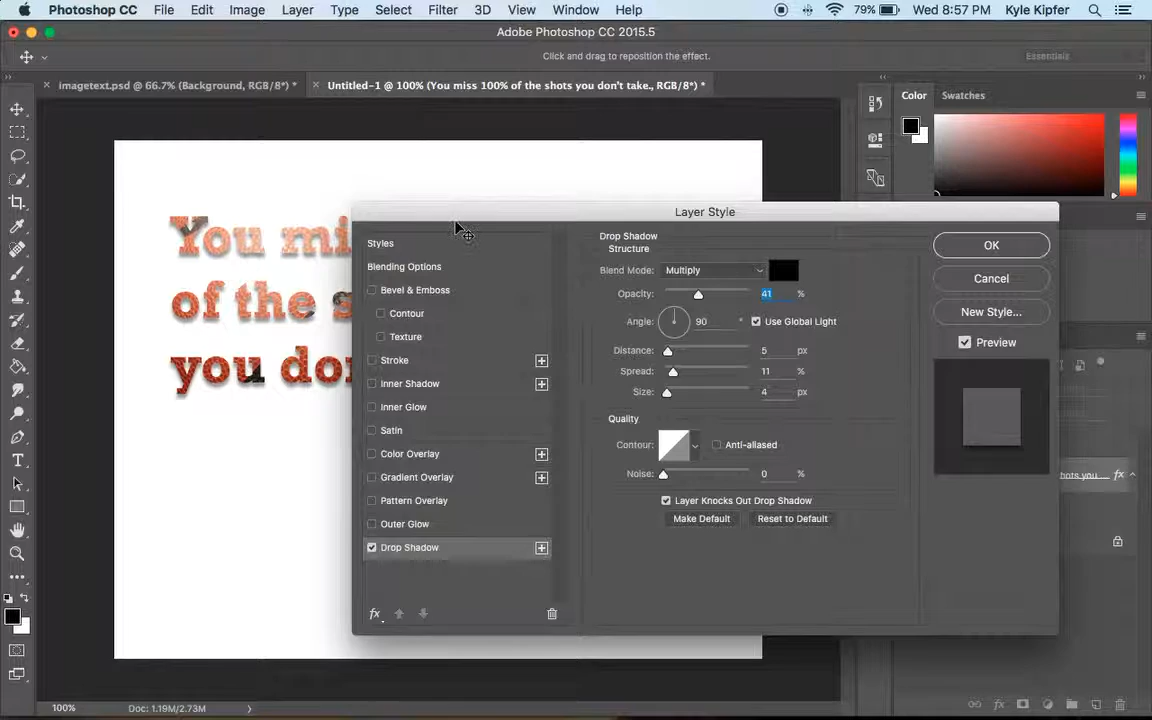 Photoshop CC File Edit Image Layer Type Select Filter 3D View Window Help 79% Wed 8:57 PM Kyle Kipfer
Adobe Photoshop CC 2015.5
Click and drag to reposition the effect. Essentials
imagetext.psd @ 66.7% (Background, RGB/8*) * Untitled-1 @ 100% (You miss 100% of the shots you don't take., RGB/8*) *
Color Swatches
You mi
of the s
you don
Layer Style
Styles
Blending Options
Bevel & Emboss
Contour
Texture
Stroke
Inner Shadow
Inner Glow
Satin
Color Overlay
Gradient Overlay
Pattern Overlay
Outer Glow
Drop Shadow
fx
Drop Shadow
Structure
Blend Mode: Multiply
Opacity: 41 %
Angle: 90 ° Use Global Light
Distance: 5 px
Spread: 11 %
Size: 4 px
Quality
Contour: Anti-aliased
Noise: 0 %
Layer Knocks Out Drop Shadow
Make Default Reset to Default
OK
Cancel
New Style...
Preview
hots you ... fx
fx
100% Doc: 1.19M/2.73M